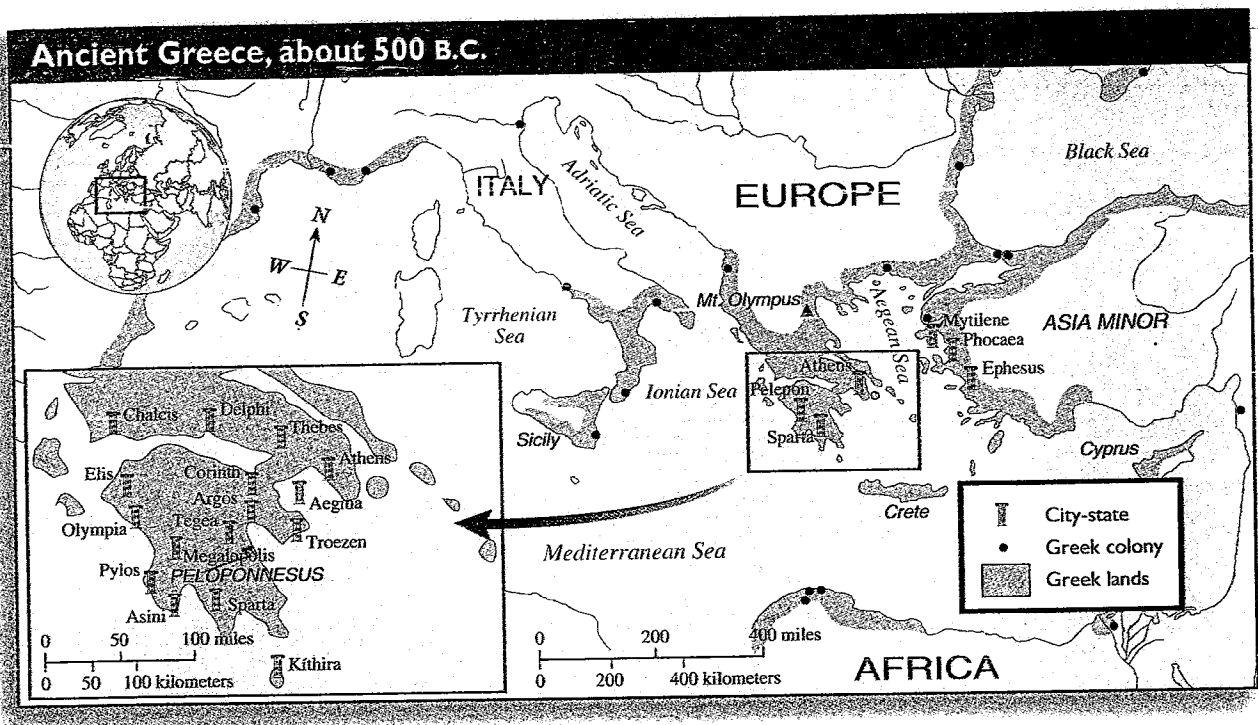 Ancient Greece, about 500 B.C.
Black Sea
ITALY
Adriatic Sea
EUROPE
N
W
E
S
Mt. Olympus
Aegean Sea
Tyrrhenian
Sea
Mytilene
ASIA MINOR
Phocaea
Ephesus
Athens
Pelepon
Sparta
Ionian Sea
Sicily
Cyprus
Crete
Mediterranean Sea
AFRICA
Chalcis
Delphi
Thebes
Athens
Elis
Corinth
Argos
Aegina
Olympia
Tegea
Troezen
Megalopolis
Pylos
PELOPONNESUS
Asini
Sparta
Kíthira
0 50 100 miles
0 50 100 kilometers
0 200 400 miles
0 200 400 kilometers
City-state
Greek colony
Greek lands